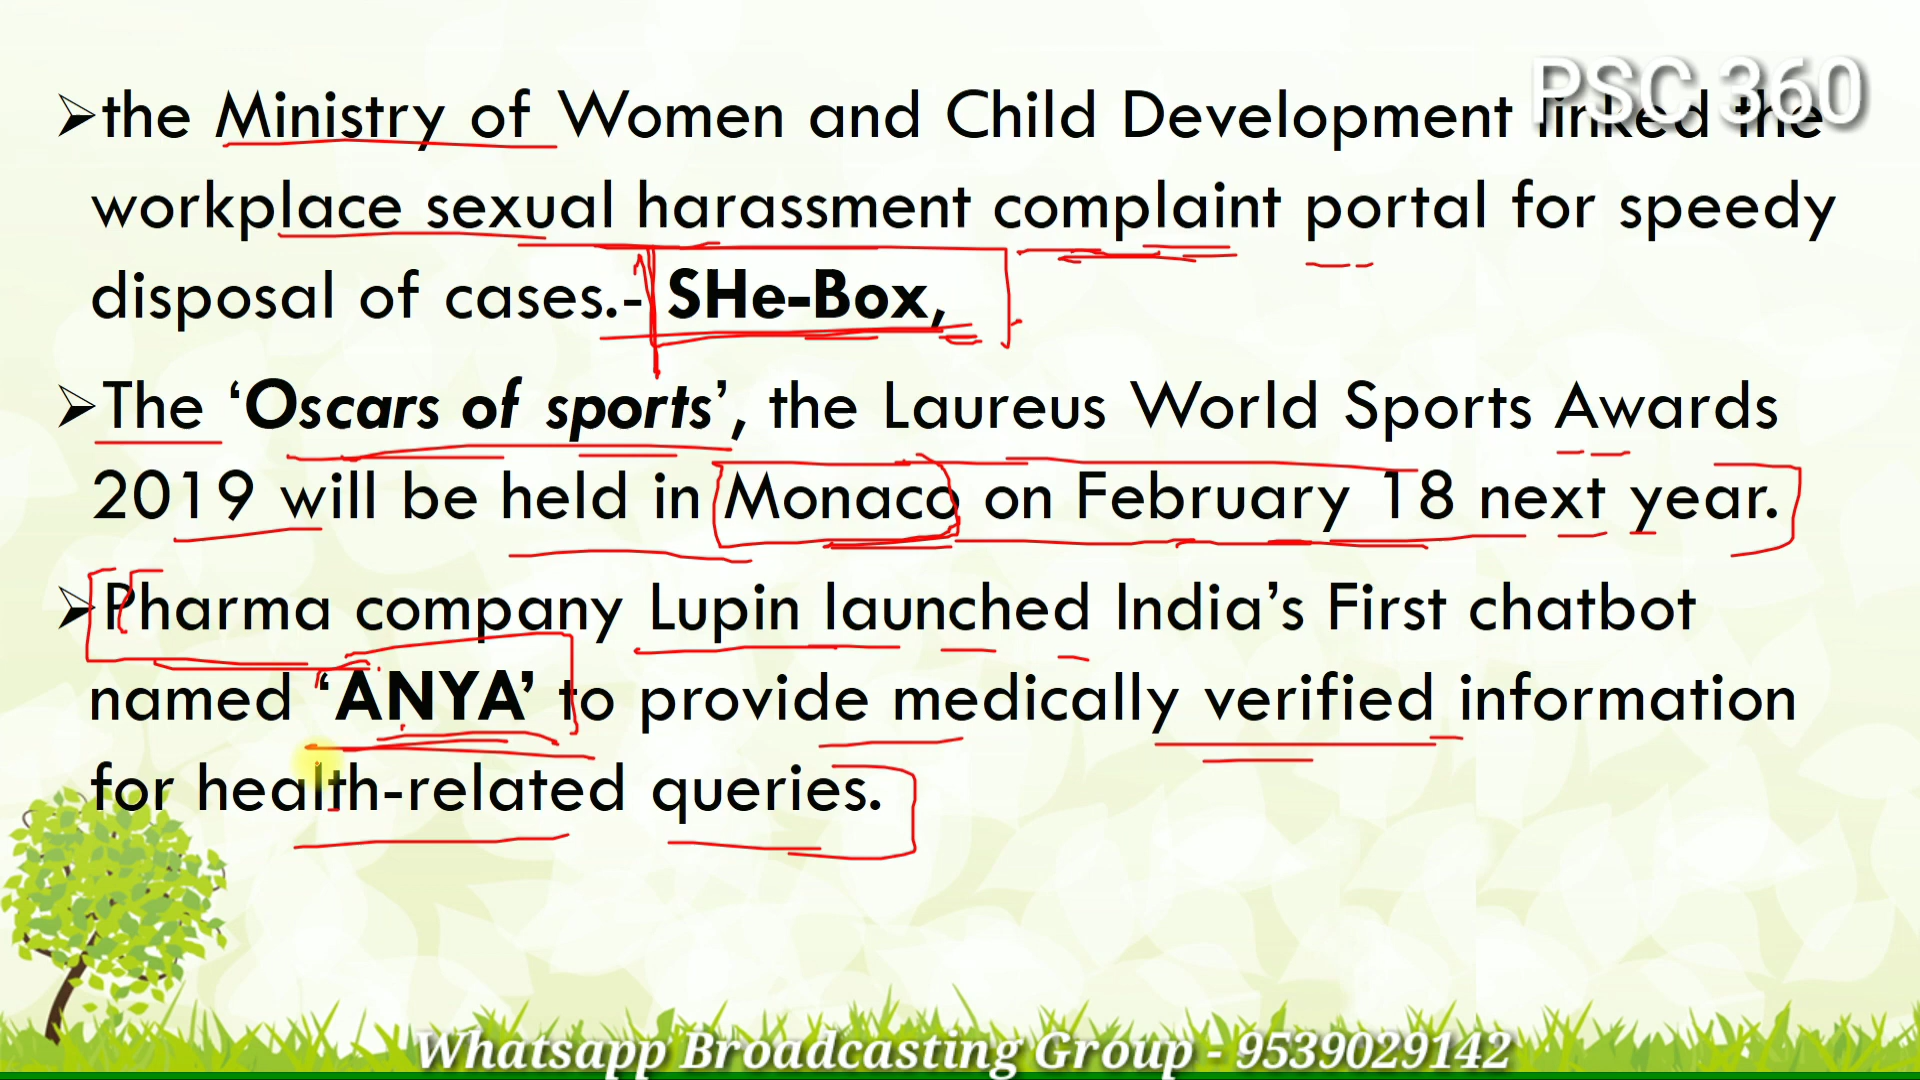 PSC 360
➢the Ministry of Women and Child Development linked the
workplace sexual harassment complaint portal for speedy
disposal of cases.- SHe-Box,
➢The ‘Oscars of sports’, the Laureus World Sports Awards
2019 will be held in Monaco on February 18 next year.
➢Pharma company Lupin launched India’s First chatbot
named ‘ANYA’ to provide medically verified information
for health-related queries.
Whatsapp Broadcasting Group - 9539029142